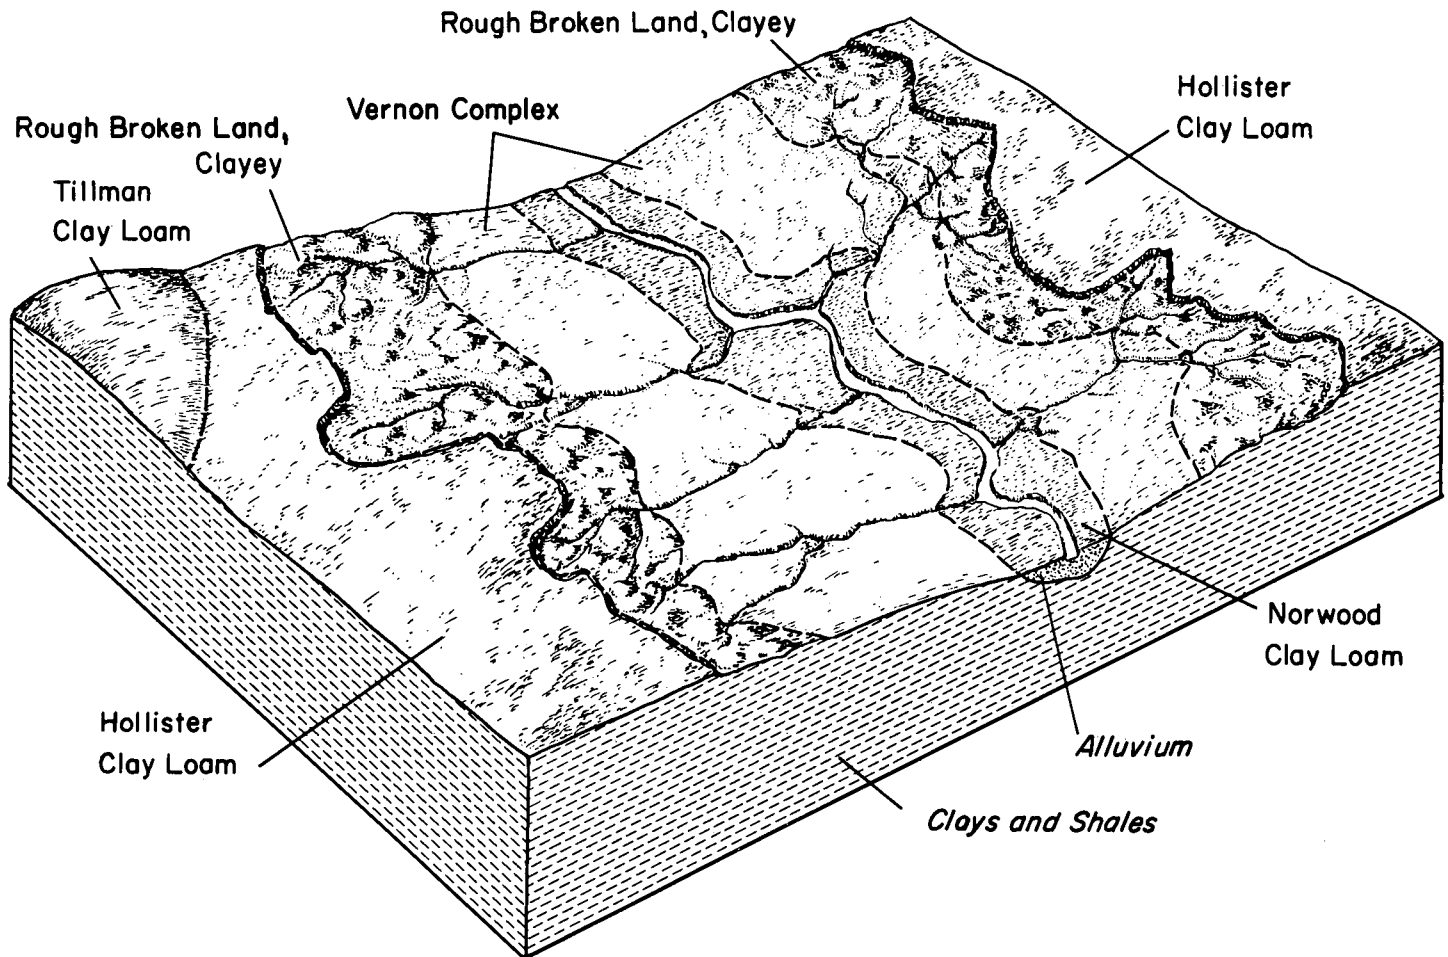 Rough Broken Land, Clayey
Hollister
Clay Loam
Vernon Complex
Rough Broken Land,
Clayey
Tillman
Clay Loam
Norwood
Clay Loam
Hollister
Clay Loam
Alluvium
Clays and Shales